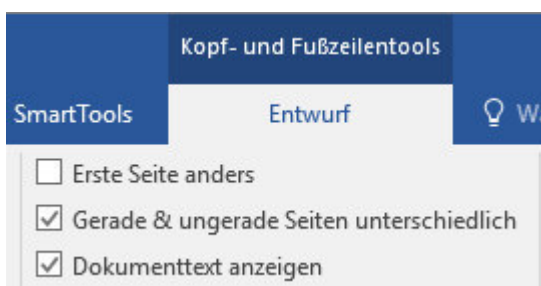 Kopf- und Fußzeilentools
SmartTools Entwurf
Erste Seite anders
Gerade & ungerade Seiten unterschiedlich
Dokumenttext anzeigen